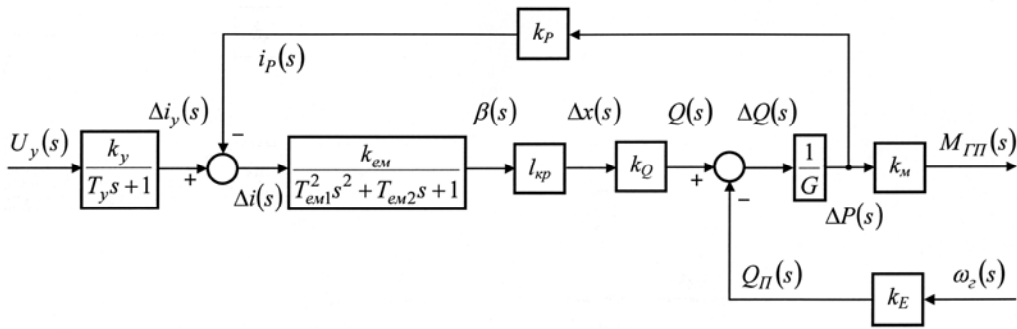 k_P
i_P(s)
Δi_y(s) β(s) Δx(s) Q(s) ΔQ(s)
U_y(s) M_ГП(s)
k_y / (T_y s + 1)
− + Δi(s)
k_ем / (T_ем1^2 s^2 + T_ем2 s + 1)
l_кр
k_Q
+ −
1 / G
k_м
ΔP(s)
Q_П(s) ω_г(s)
k_E